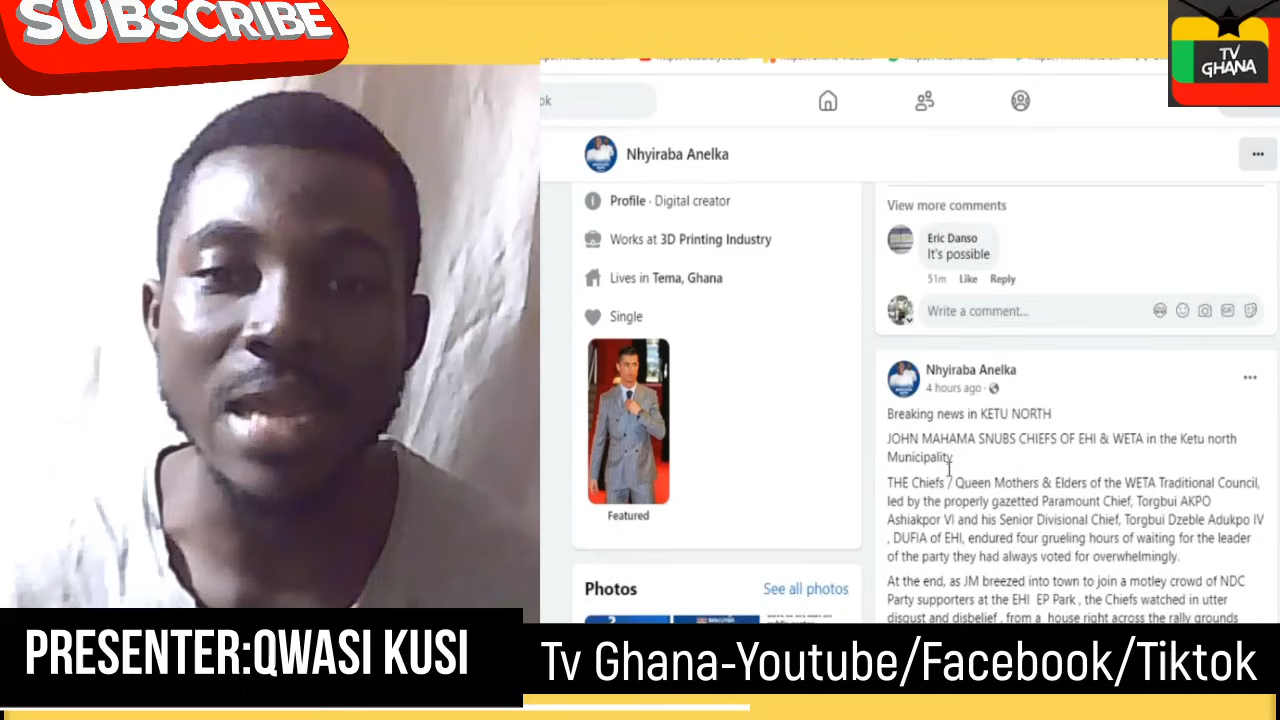 SUBSCRIBE
TV
GHANA
Nhyiraba Anelka
Profile · Digital creator
Works at 3D Printing Industry
Lives in Tema, Ghana
Single
Featured
Photos
See all photos
View more comments
Eric Danso
It's possible
51m Like Reply
Write a comment...
Nhyiraba Anelka
4 hours ago ·
Breaking news in KETU NORTH
JOHN MAHAMA SNUBS CHIEFS OF EHI & WETA in the Ketu north
Municipality
THE Chiefs / Queen Mothers & Elders of the WETA Traditional Council,
led by the properly gazetted Paramount Chief, Torgbui AKPO
Ashiakpor VI and his Senior Divisional Chief, Torgbui Dzeble Adukpo IV
, DUFIA of EHI, endured four grueling hours of waiting for the leader
of the party they had always voted for overwhelmingly.
At the end, as JM breezed into town to join a motley crowd of NDC
Party supporters at the EHI EP Park , the Chiefs watched in utter
disgust and disbelief , from a house right across the rally grounds
PRESENTER:QWASI KUSI
Tv Ghana-Youtube/Facebook/Tiktok